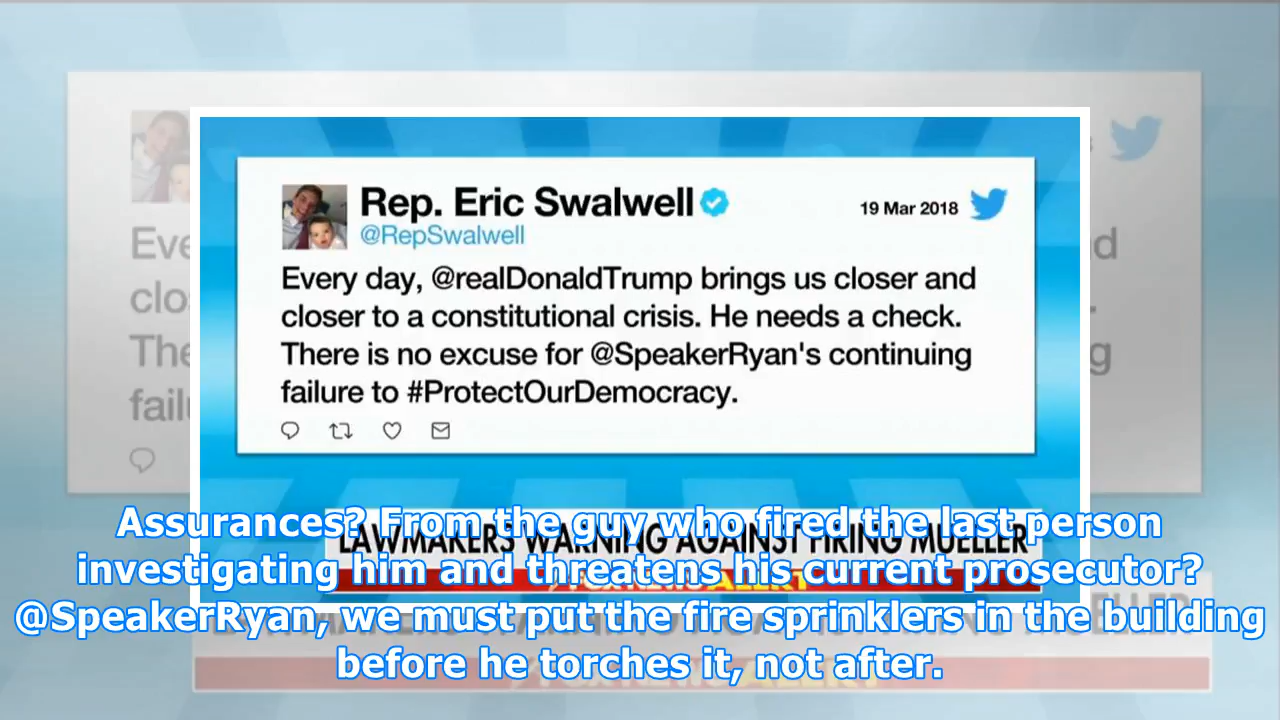 Rep. Eric Swalwell
19 Mar 2018
@RepSwalwell
Every day, @realDonaldTrump brings us closer and
closer to a constitutional crisis. He needs a check.
There is no excuse for @SpeakerRyan's continuing
failure to #ProtectOurDemocracy.
LAWMAKERS WARNING AGAINST FIRING MUELLER
FOX NEWS ALERT
Assurances? From the guy who fired the last person
investigating him and threatens his current prosecutor?
@SpeakerRyan, we must put the fire sprinklers in the building
before he torches it, not after.